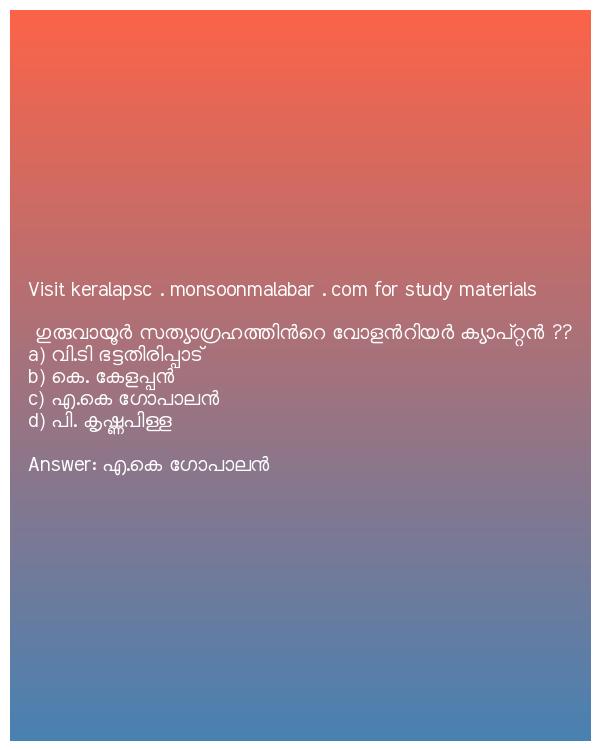 Visit keralapsc . monsoonmalabar . com for study materials
ഗുരുവായൂർ സത്യാഗ്രഹത്തിൻറെ വോളൻറിയർ ക്യാപ്റ്റൻ ??
a) വി.ടി ഭട്ടതിരിപ്പാട്
b) കെ. കേളപ്പൻ
c) എ.കെ ഗോപാലൻ
d) പി. കൃഷ്ണപിള്ള
Answer: എ.കെ ഗോപാലൻ